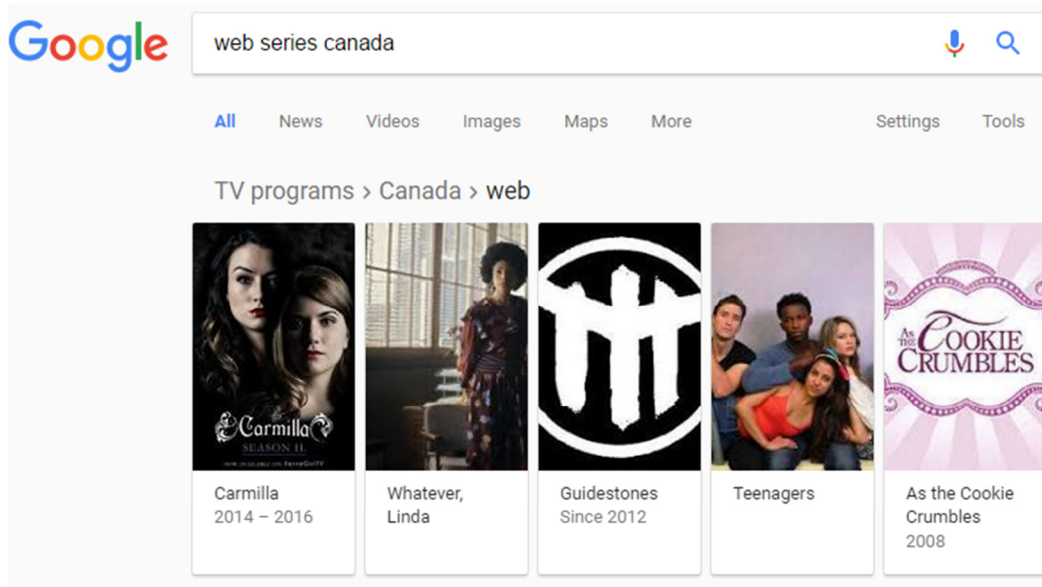 Google
web series canada
All News Videos Images Maps More Settings Tools
TV programs › Canada › web
Carmilla
SEASON II
As
THE
COOKIE
CRUMBLES
Carmilla
2014 – 2016
Whatever,
Linda
Guidestones
Since 2012
Teenagers
As the Cookie
Crumbles
2008